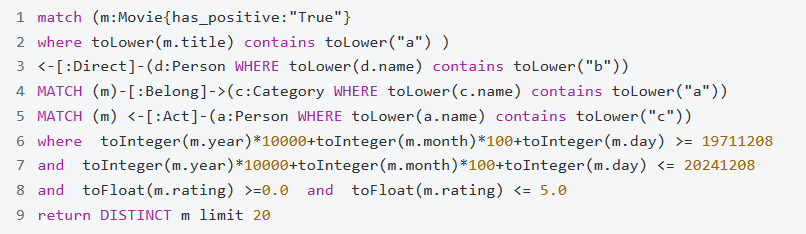 1 match (m:Movie{has_positive:"True"}
2 where toLower(m.title) contains toLower("a") )
3 <-[:Direct]-(d:Person WHERE toLower(d.name) contains toLower("b"))
4 MATCH (m)-[:Belong]->(c:Category WHERE toLower(c.name) contains toLower("a"))
5 MATCH (m) <-[:Act]-(a:Person WHERE toLower(a.name) contains toLower("c"))
6 where  toInteger(m.year)*10000+toInteger(m.month)*100+toInteger(m.day) >= 19711208
7 and  toInteger(m.year)*10000+toInteger(m.month)*100+toInteger(m.day) <= 20241208
8 and  toFloat(m.rating) >=0.0  and  toFloat(m.rating) <= 5.0
9 return DISTINCT m limit 20